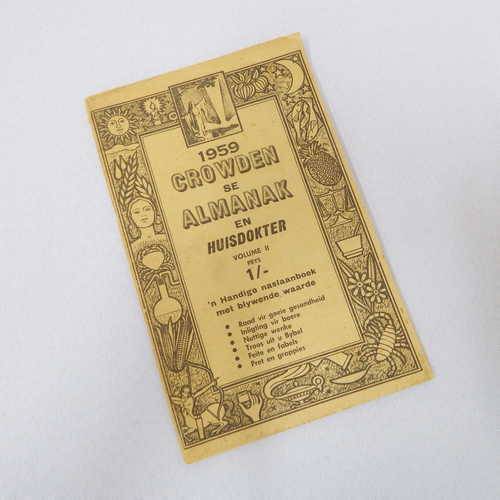 1959
CROWDEN
SE
ALMANAK
EN
HUISDOKTER
VOLUME II
PRYS
1/-
'n Handige naslaanboek
met blywende waarde
• Raad vir goeie gesondheid
• Inligting vir boere
• Nuttige wenke
• Troos uit u Bybel
• Feite en fabels
• Pret en grappies